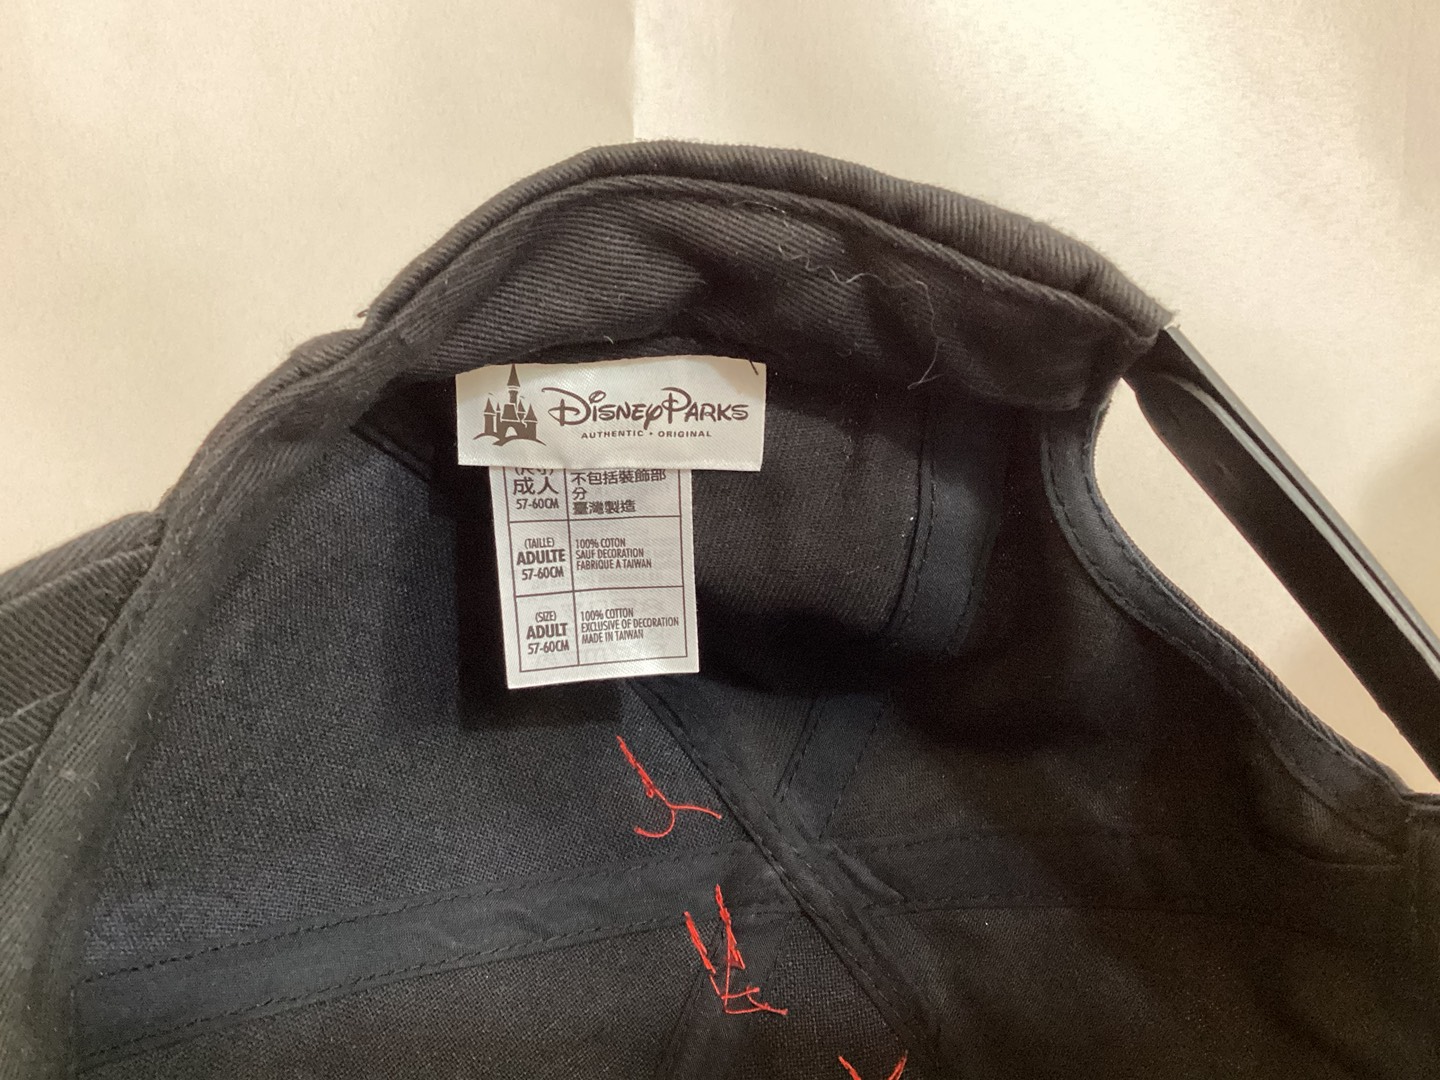 DISNEY PARKS
AUTHENTIC • ORIGINAL
成人
57-60CM
不包括裝飾部
分
臺灣製造
(TAILLE)
ADULTE
57-60CM
100% COTON
SAUF DECORATION
FABRIQUE A TAIWAN
(SIZE)
ADULT
57-60CM
100% COTTON
EXCLUSIVE OF DECORATION
MADE IN TAIWAN